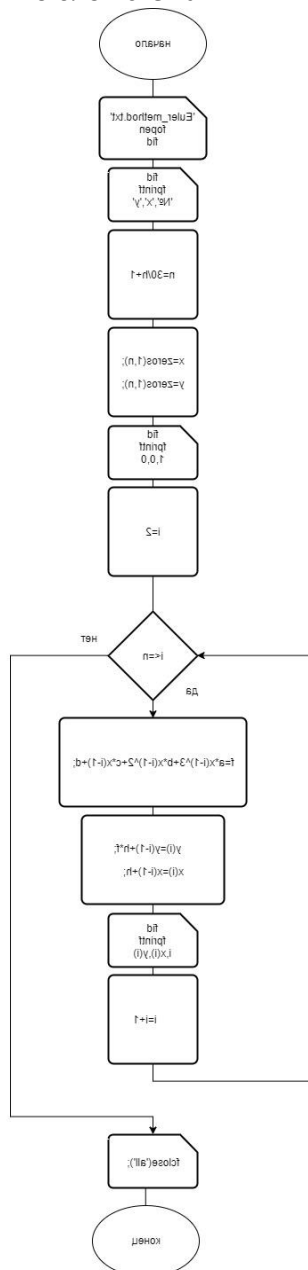 начало
'Euler_method.txt'
fopen
fid
fid
fprintf
'№','x','y'
n=30/h+1
x=zeros(1,n);
y=zeros(1,n);
fid
fprintf
1,0,0
i=2
i<=n
нет
да
f=a*x(i-1)^3+b*x(i-1)^2+c*x(i-1)+d;
y(i)=y(i-1)+h*f;
x(i)=x(i-1)+h;
fid
fprintf
i,x(i),y(i)
i=i+1
fclose('all');
конец